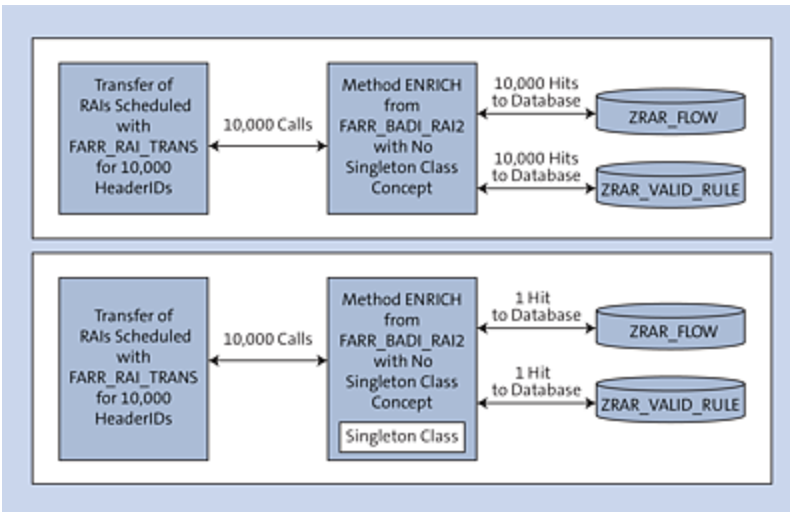 Transfer of
RAIs Scheduled
with
FARR_RAI_TRANS
for 10,000
HeaderIDs
10,000 Calls
Method ENRICH
from
FARR_BADI_RAI2
with No
Singleton Class
Concept
10,000 Hits
to Database
ZRAR_FLOW
10,000 Hits
to Database
ZRAR_VALID_RULE
Transfer of
RAIs Scheduled
with
FARR_RAI_TRANS
for 10,000
HeaderIDs
10,000 Calls
Method ENRICH
from
FARR_BADI_RAI2
with No
Singleton Class
Concept
Singleton Class
1 Hit
to Database
ZRAR_FLOW
1 Hit
to Database
ZRAR_VALID_RULE